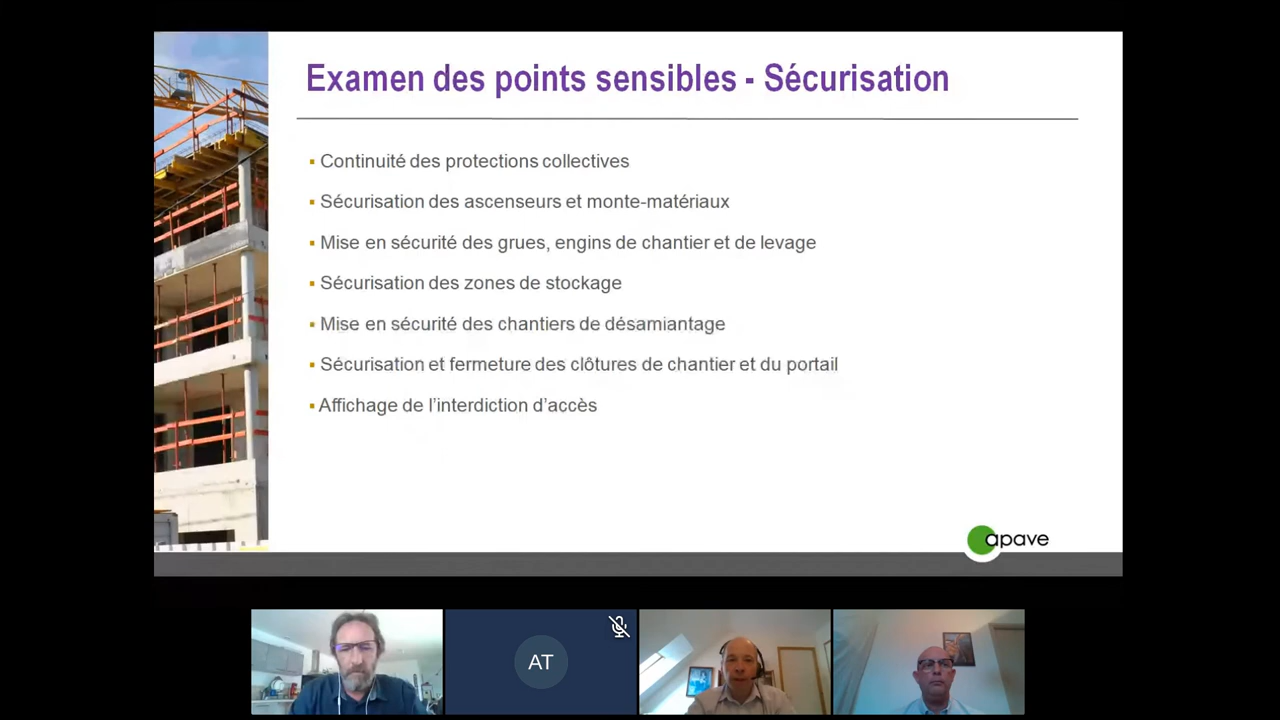 Examen des points sensibles - Sécurisation
Continuité des protections collectives
Sécurisation des ascenseurs et monte-matériaux
Mise en sécurité des grues, engins de chantier et de levage
Sécurisation des zones de stockage
Mise en sécurité des chantiers de désamiantage
Sécurisation et fermeture des clôtures de chantier et du portail
Affichage de l’interdiction d’accès
apave
AT